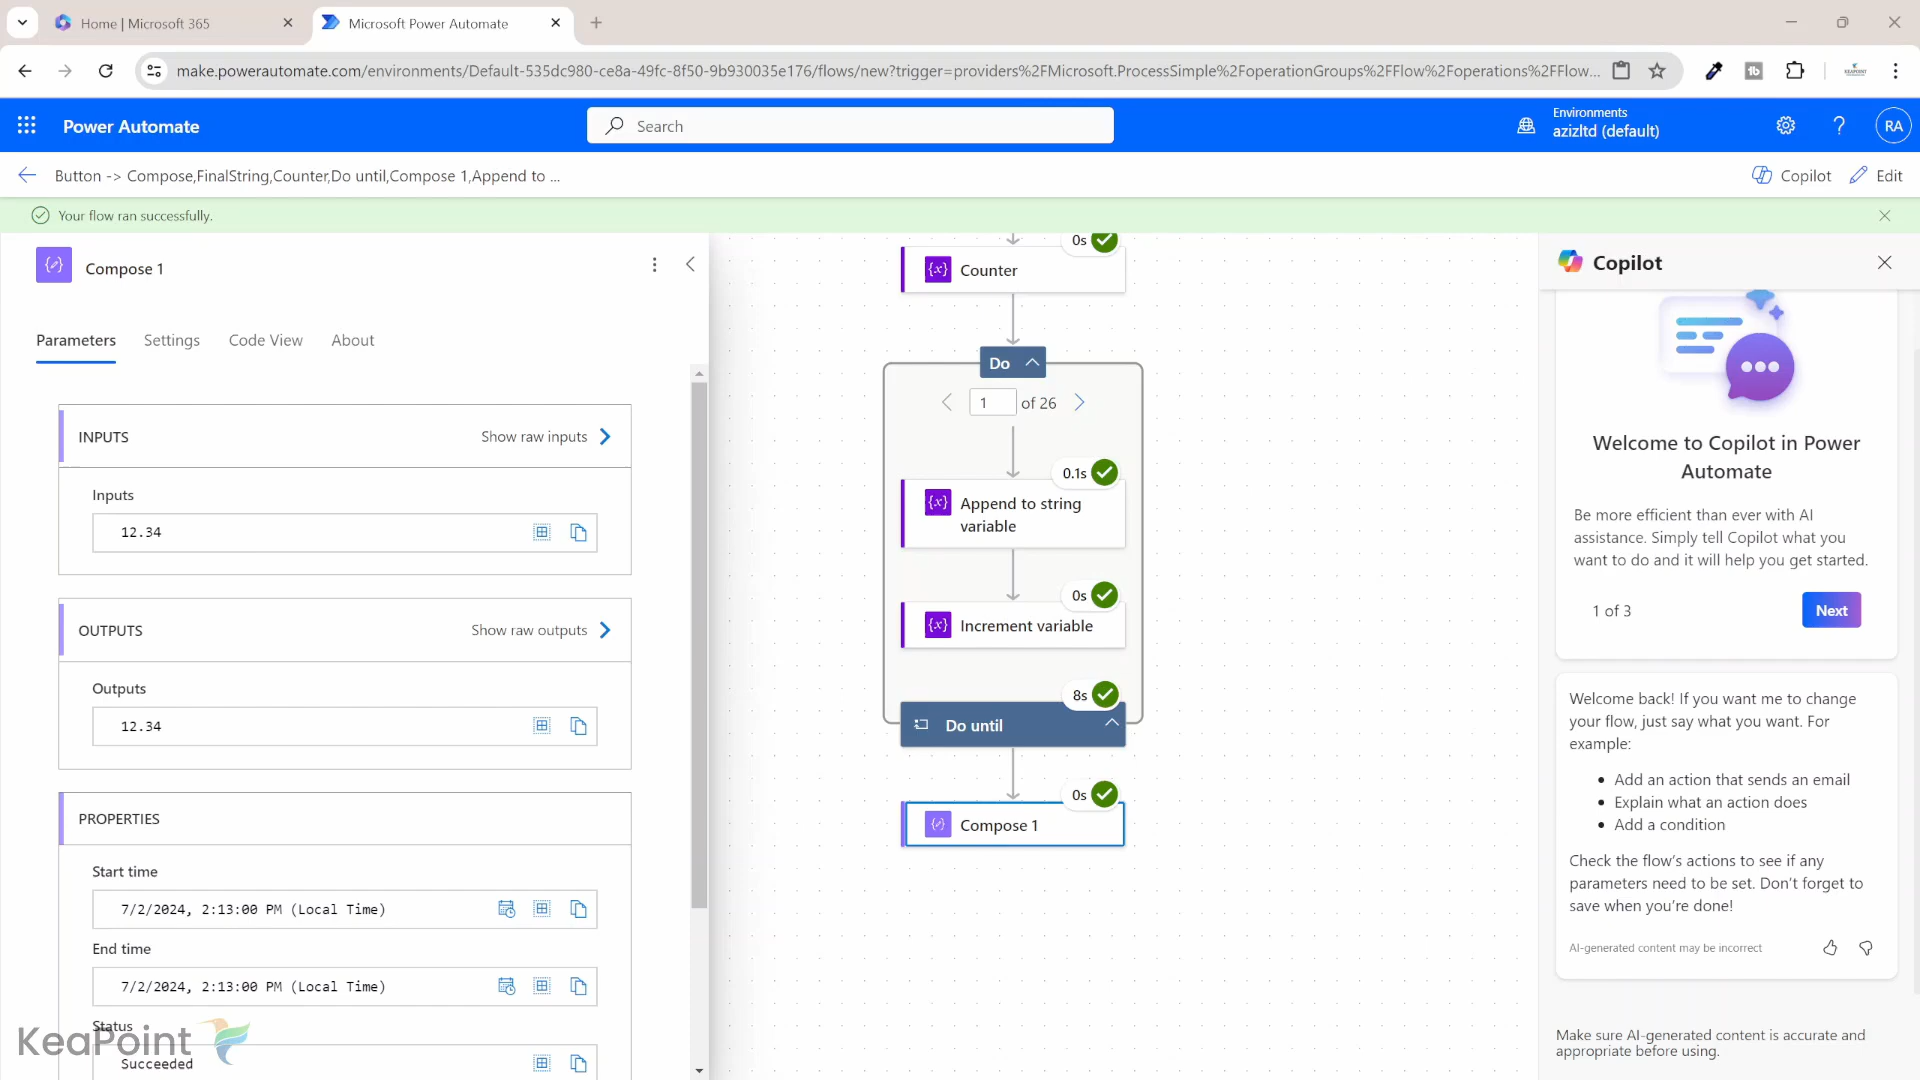 Home | Microsoft 365
Microsoft Power Automate
make.powerautomate.com/environments/Default-535dc980-ce8a-49fc-8f50-9b930035e176/flows/new?trigger=providers%2FMicrosoft.ProcessSimple%2FoperationGroups%2FFlow%2Foperations%2FFlow...
Power Automate
Search
Environments
azizltd (default)
RA
Button -> Compose,FinalString,Counter,Do until,Compose 1,Append to ...
Copilot
Edit
Your flow ran successfully.
Compose 1
Parameters
Settings
Code View
About
INPUTS
Show raw inputs
Inputs
12.34
OUTPUTS
Show raw outputs
Outputs
12.34
PROPERTIES
Start time
7/2/2024, 2:13:00 PM (Local Time)
End time
7/2/2024, 2:13:00 PM (Local Time)
Status
Succeeded
KeaPoint
0s
Counter
Do
1 of 26
0.1s
Append to string
variable
0s
Increment variable
8s
Do until
0s
Compose 1
Copilot
Welcome to Copilot in Power
Automate
Be more efficient than ever with AI
assistance. Simply tell Copilot what you
want to do and it will help you get started.
1 of 3
Next
Welcome back! If you want me to change
your flow, just say what you want. For
example:
• Add an action that sends an email
• Explain what an action does
• Add a condition
Check the flow's actions to see if any
parameters need to be set. Don't forget to
save when you're done!
AI-generated content may be incorrect
Make sure AI-generated content is accurate and
appropriate before using.